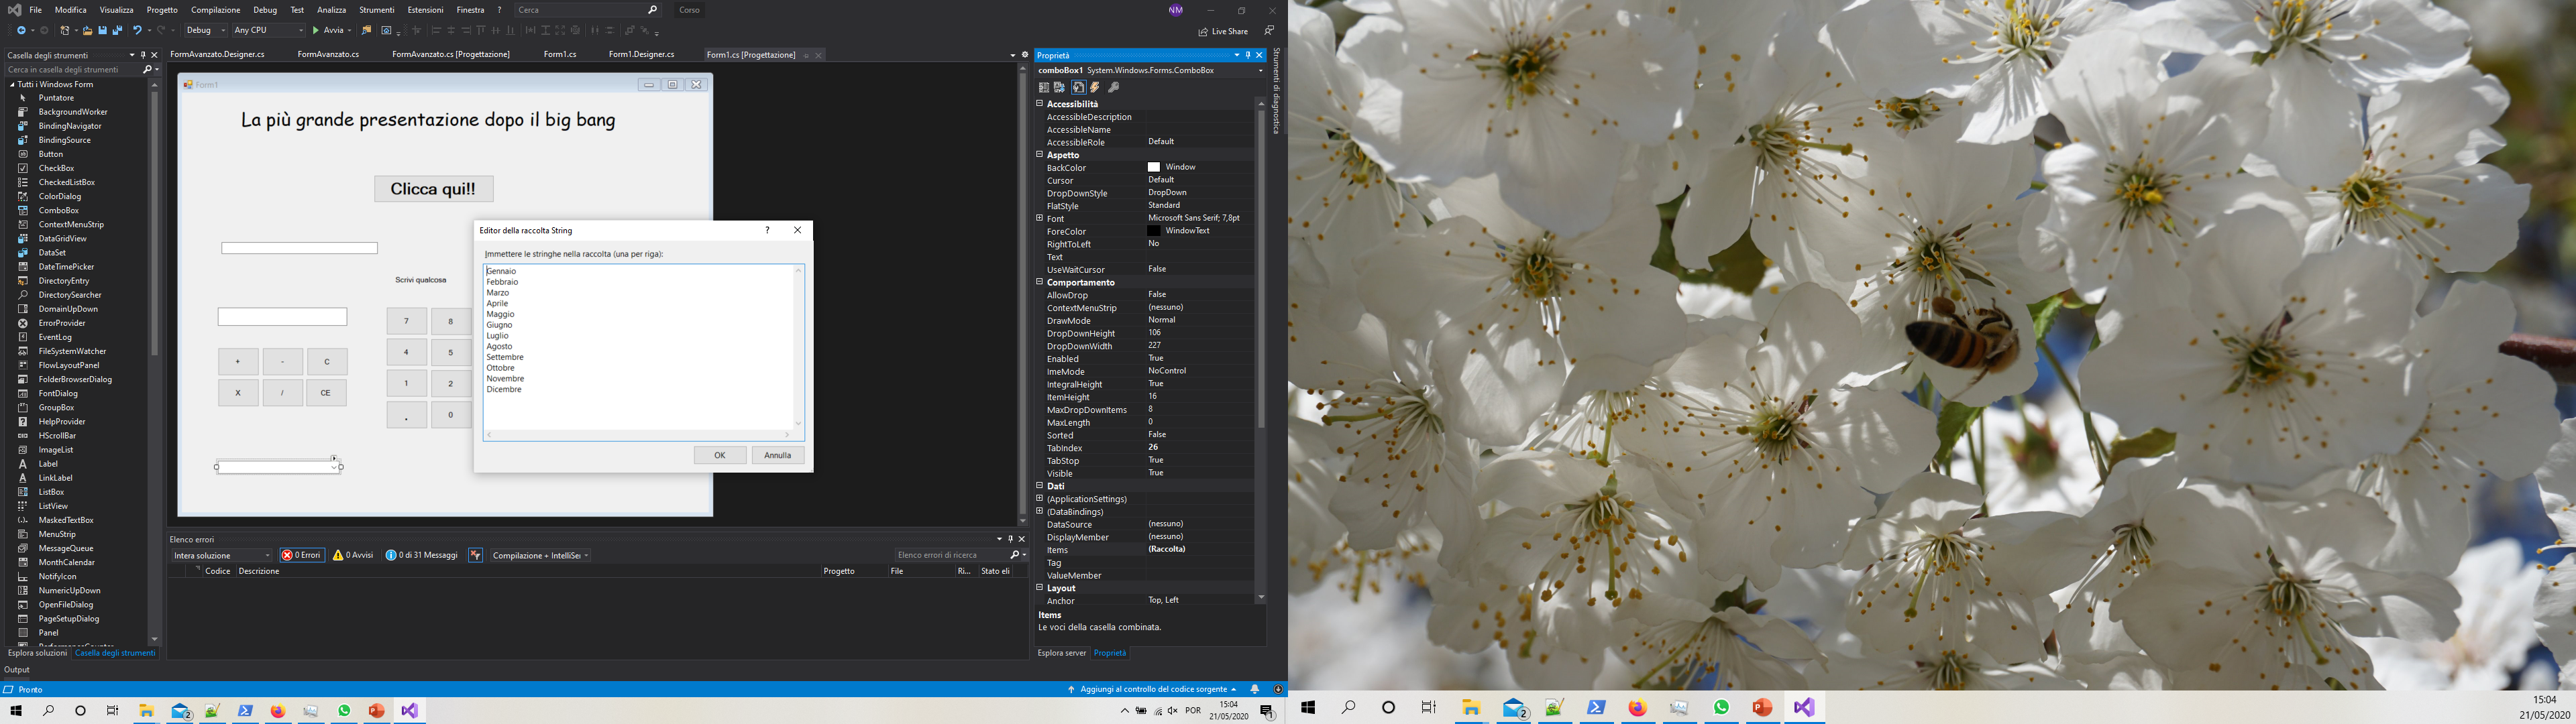 File Modifica Visualizza Progetto Compilazione Debug Test Analizza Strumenti Estensioni Finestra ? Cerca Corso NM
Debug Any CPU Avvia Live Share
Casella degli strumenti
Cerca in casella degli strumenti
Tutti i Windows Form
Puntatore
BackgroundWorker
BindingNavigator
BindingSource
Button
CheckBox
CheckedListBox
ColorDialog
ComboBox
ContextMenuStrip
DataGridView
DataSet
DateTimePicker
DirectoryEntry
DirectorySearcher
DomainUpDown
ErrorProvider
EventLog
FileSystemWatcher
FlowLayoutPanel
FolderBrowserDialog
FontDialog
GroupBox
HelpProvider
HScrollBar
ImageList
Label
LinkLabel
ListBox
ListView
MaskedTextBox
MenuStrip
MessageQueue
MonthCalendar
NotifyIcon
NumericUpDown
OpenFileDialog
PageSetupDialog
Panel
Esplora soluzioni Casella degli strumenti
Output
Pronto
FormAvanzato.Designer.cs FormAvanzato.cs FormAvanzato.cs [Progettazione] Form1.cs Form1.Designer.cs Form1.cs [Progettazione]
Form1
La più grande presentazione dopo il big bang
Clicca qui!!
Scrivi qualcosa
7 8
4 5
1 2
. 0
+ - C
X / CE
Editor della raccolta String ?
Immettere le stringhe nella raccolta (una per riga):
Gennaio
Febbraio
Marzo
Aprile
Maggio
Giugno
Luglio
Agosto
Settembre
Ottobre
Novembre
Dicembre
OK Annulla
Elenco errori
Intera soluzione 0 Errori 0 Avvisi 0 di 31 Messaggi Compilazione + IntelliSe Elenco errori di ricerca
Codice Descrizione Progetto File Ri... Stato eli
Proprietà
comboBox1 System.Windows.Forms.ComboBox
Accessibilità
AccessibleDescription
AccessibleName
AccessibleRole Default
Aspetto
BackColor Window
Cursor Default
DropDownStyle DropDown
FlatStyle Standard
Font Microsoft Sans Serif; 7,8pt
ForeColor WindowText
RightToLeft No
Text
UseWaitCursor False
Comportamento
AllowDrop False
ContextMenuStrip (nessuno)
DrawMode Normal
DropDownHeight 106
DropDownWidth 227
Enabled True
ImeMode NoControl
IntegralHeight True
ItemHeight 16
MaxDropDownItems 8
MaxLength 0
Sorted False
TabIndex 26
TabStop True
Visible True
Dati
(ApplicationSettings)
(DataBindings)
DataSource (nessuno)
DisplayMember (nessuno)
Items (Raccolta)
Tag
ValueMember
Layout
Anchor Top, Left
Items
Le voci della casella combinata.
Esplora server Proprietà
Strumenti di diagnostica
Aggiungi al controllo del codice sorgente
2 POR 15:04
21/05/2020 1
2 15:04
21/05/2020